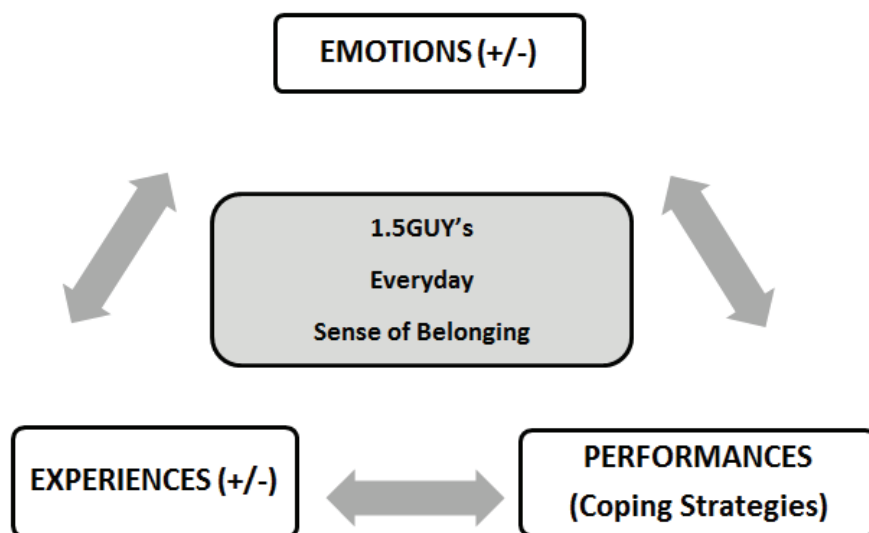 EMOTIONS (+/-)
1.5GUY's
Everyday
Sense of Belonging
EXPERIENCES (+/-)
PERFORMANCES
(Coping Strategies)